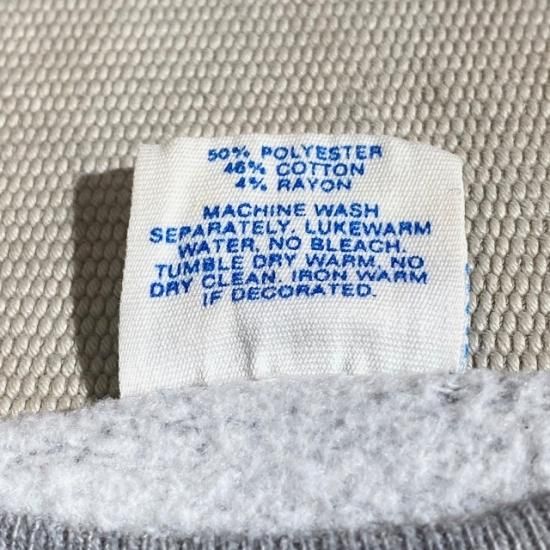 50% POLYESTER
46% COTTON
4% RAYON
MACHINE WASH
SEPARATELY, LUKEWARM
WATER, NO BLEACH.
TUMBLE DRY WARM, NO
DRY CLEAN. IRON WARM
IF DECORATED.